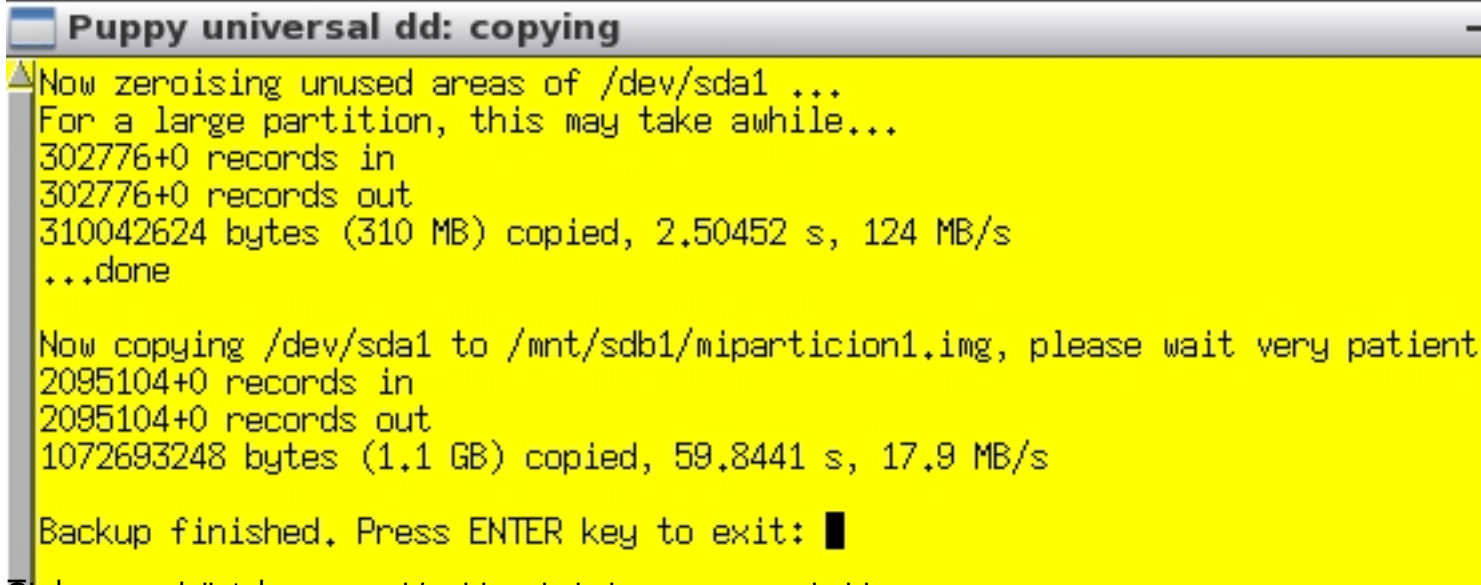 Puppy universal dd: copying
Now zeroising unused areas of /dev/sda1 ...
For a large partition, this may take awhile...
302776+0 records in
302776+0 records out
310042624 bytes (310 MB) copied, 2.50452 s, 124 MB/s
...done
Now copying /dev/sda1 to /mnt/sdb1/miparticion1.img, please wait very patient
2095104+0 records in
2095104+0 records out
1072693248 bytes (1.1 GB) copied, 59.8441 s, 17.9 MB/s
Backup finished. Press ENTER key to exit: